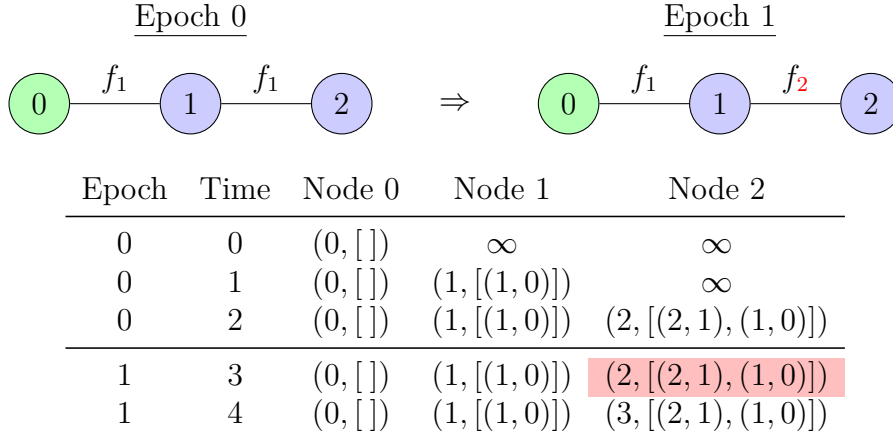 Epoch 0 Epoch 1
f₁ f₁ f₁ f₂
0 1 2 ⇒ 0 1 2
Epoch Time Node 0 Node 1 Node 2
0 0 (0, [ ]) ∞ ∞
0 1 (0, [ ]) (1, [(1, 0)]) ∞
0 2 (0, [ ]) (1, [(1, 0)]) (2, [(2, 1), (1, 0)])
1 3 (0, [ ]) (1, [(1, 0)]) (2, [(2, 1), (1, 0)])
1 4 (0, [ ]) (1, [(1, 0)]) (3, [(2, 1), (1, 0)])